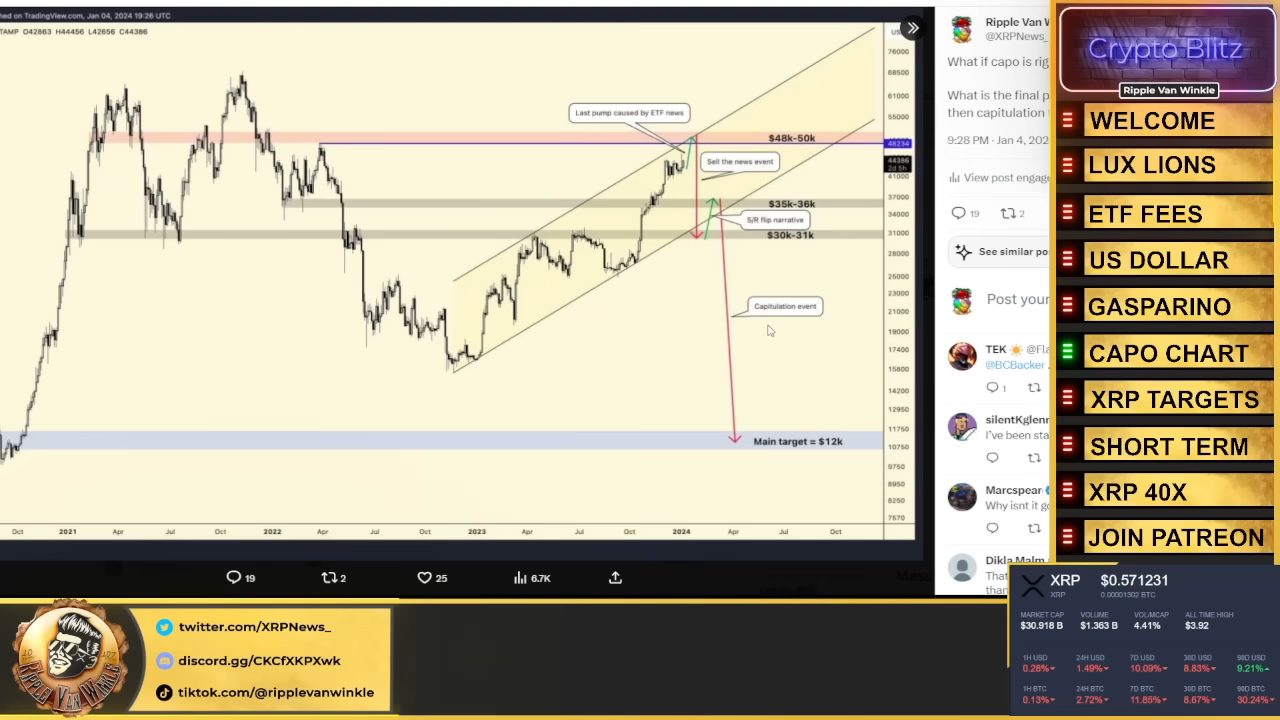 hed on TradingView.com, Jan 04, 2024 19:26 UTC
TAMP O42863 H44456 L42656 C44386
76000
68500
61000
55000
48234
44386
2d 5h
41000
37000
34000
31000
28000
25000
23000
21000
19000
17400
15800
14200
12950
11750
10750
9750
8950
8250
7570
Last pump caused by ETF news
$48k-50k
Sell the news event
$35k-36k
S/R flip narrative
$30k-31k
Capitulation event
Main target = $12k
Oct 2021 Apr Jul Oct 2022 Apr Jul Oct 2023 Apr Jul Oct 2024 Apr Jul Oct
19 2 25 6.7K
Ripple Van W
@XRPNews_
What if capo is rig
What is the final p
then capitulation
9:28 PM · Jan 4, 202
View post engage
19 2
See similar po
Post your
TEK @Fla
@BCBacker
1
silentKglenn
I've been sta
Marcspear
Why isnt it go
Dikla Malm
That
than
Crypto Blitz
Ripple Van Winkle
WELCOME
LUX LIONS
ETF FEES
US DOLLAR
GASPARINO
CAPO CHART
XRP TARGETS
SHORT TERM
XRP 40X
JOIN PATREON
XRP $0.571231
XRP 0.00001302 BTC
MARKET CAP VOLUME VOL/MCAP ALL TIME HIGH
$30.918 B $1.363 B 4.41% $3.92
1H USD 24H USD 7D USD 30D USD 90D USD
0.28% 1.49% 10.09% 8.83% 9.21%
1H BTC 24H BTC 7D BTC 30D BTC 90D BTC
0.13% 2.72% 11.85% 8.67% 30.24%
RIPPLE VAN WINKLE
twitter.com/XRPNews_
discord.gg/CKCfXKPXwk
tiktok.com/@ripplevanwinkle